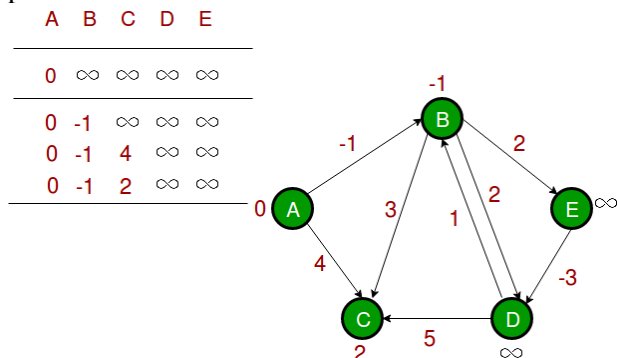 A B C D E
0 ∞ ∞ ∞ ∞
0 -1 ∞ ∞ ∞
0 -1 4 ∞ ∞
0 -1 2 ∞ ∞
-1
B
-1
2
3
2
1
0
A
E
∞
4
-3
C
D
5
2
∞